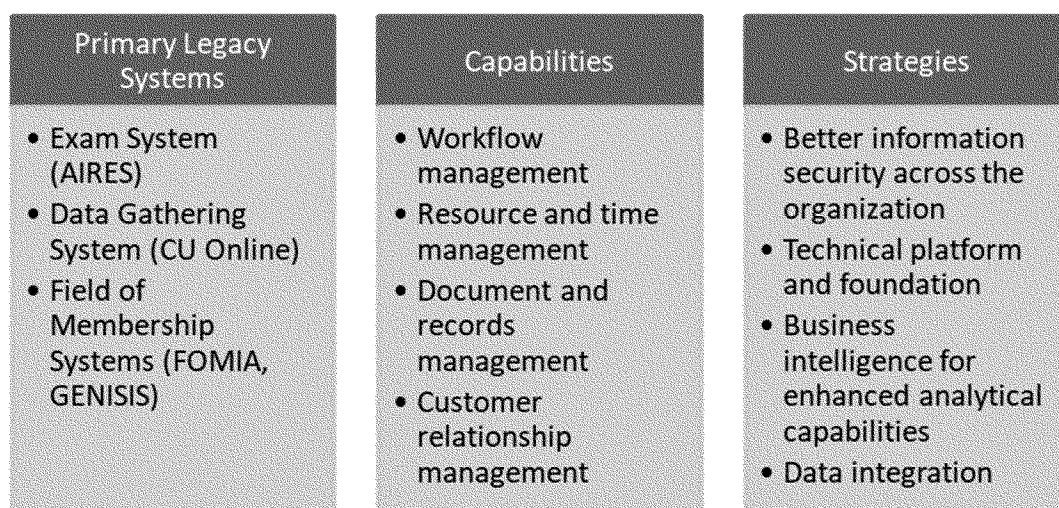 Primary Legacy
Systems
• Exam System
(AIRES)
• Data Gathering
System (CU Online)
• Field of
Membership
Systems (FOMIA,
GENISIS)
Capabilities
• Workflow
management
• Resource and time
management
• Document and
records
management
• Customer
relationship
management
Strategies
• Better information
security across the
organization
• Technical platform
and foundation
• Business
intelligence for
enhanced analytical
capabilities
• Data integration